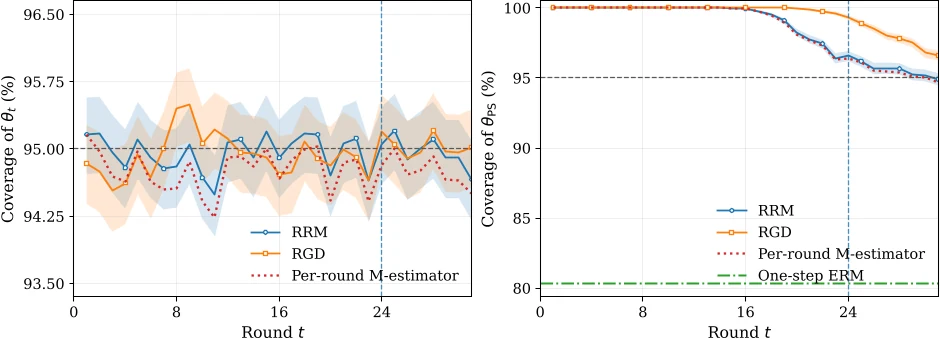 96.50
95.75
95.00
94.25
93.50
Coverage of θt (%)
0 8 16 24
Round t
RRM
RGD
Per-round M-estimator
100
95
90
85
80
Coverage of θPS (%)
0 8 16 24
Round t
RRM
RGD
Per-round M-estimator
One-step ERM